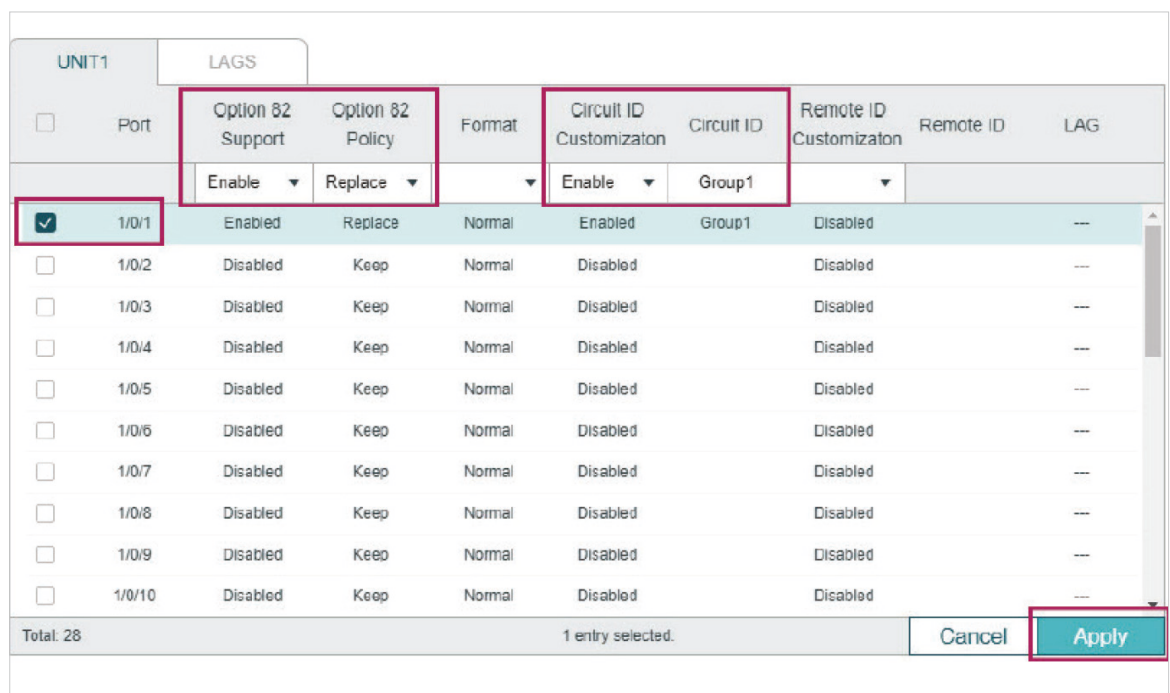 UNIT1 LAGS
Port Option 82 Support Option 82 Policy Format Circuit ID Customizaton Circuit ID Remote ID Customizaton Remote ID LAG
Enable Replace Enable Group1
1/0/1 Enabled Replace Normal Enabled Group1 Disabled ---
1/0/2 Disabled Keep Normal Disabled Disabled ---
1/0/3 Disabled Keep Normal Disabled Disabled ---
1/0/4 Disabled Keep Normal Disabled Disabled ---
1/0/5 Disabled Keep Normal Disabled Disabled ---
1/0/6 Disabled Keep Normal Disabled Disabled ---
1/0/7 Disabled Keep Normal Disabled Disabled ---
1/0/8 Disabled Keep Normal Disabled Disabled ---
1/0/9 Disabled Keep Normal Disabled Disabled ---
1/0/10 Disabled Keep Normal Disabled Disabled ---
Total: 28 1 entry selected. Cancel Apply